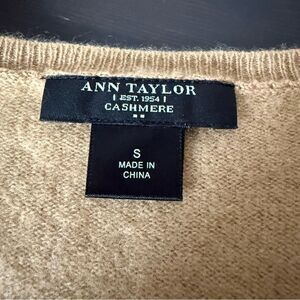 ANN TAYLOR
EST. 1954
CASHMERE
S
MADE IN
CHINA